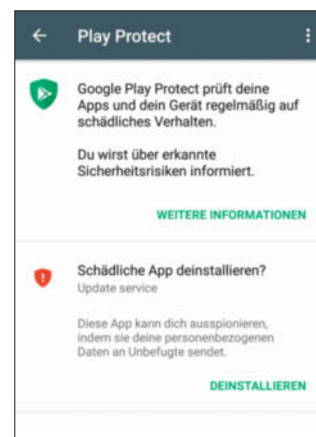 Play Protect
Google Play Protect prüft deine
Apps und dein Gerät regelmäßig auf
schädliches Verhalten.
Du wirst über erkannte
Sicherheitsrisiken informiert.
WEITERE INFORMATIONEN
Schädliche App deinstallieren?
Update service
Diese App kann dich ausspionieren,
indem sie deine personenbezogenen
Daten an Unbefugte sendet.
DEINSTALLIEREN